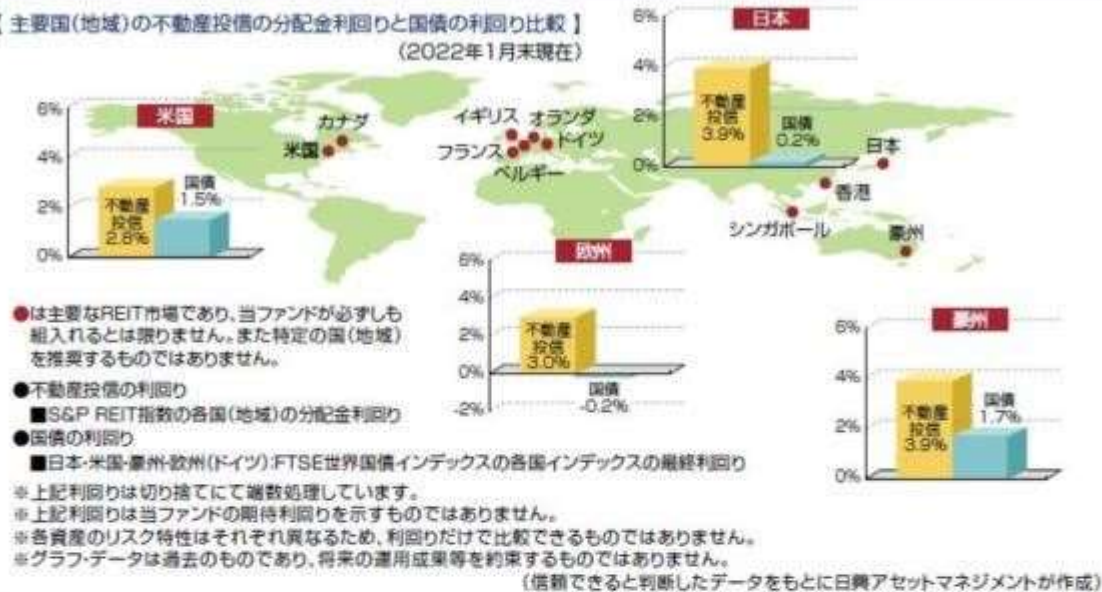 【 主要国(地域)の不動産投信の分配金利回りと国債の利回り比較 】
(2022年1月末現在)
日本
6%
4%
2%
0%
不動産
投信
3.9%
国債
0.2%
米国
6%
4%
2%
0%
不動産
投信
2.8%
国債
1.5%
カナダ
米国
イギリス
オランダ
フランス
ドイツ
ベルギー
日本
香港
シンガポール
豪州
欧州
6%
4%
2%
0%
-2%
不動産
投信
3.0%
国債
-0.2%
豪州
6%
4%
2%
0%
不動産
投信
3.9%
国債
1.7%
●は主要なREIT市場であり、当ファンドが必ずしも
組入れるとは限りません。また特定の国(地域)
を推奨するものではありません。
●不動産投信の利回り
■S&P REIT指数の各国(地域)の分配金利回り
●国債の利回り
■日本・米国・豪州・欧州(ドイツ):FTSE世界国債インデックスの各国インデックスの最終利回り
※上記利回りは切り捨てにて端数処理しています。
※上記利回りは当ファンドの期待利回りを示すものではありません。
※各資産のリスク特性はそれぞれ異なるため、利回りだけで比較できるものではありません。
※グラフ・データは過去のものであり、将来の運用成果等を約束するものではありません。
(信頼できると判断したデータをもとに日興アセットマネジメントが作成)